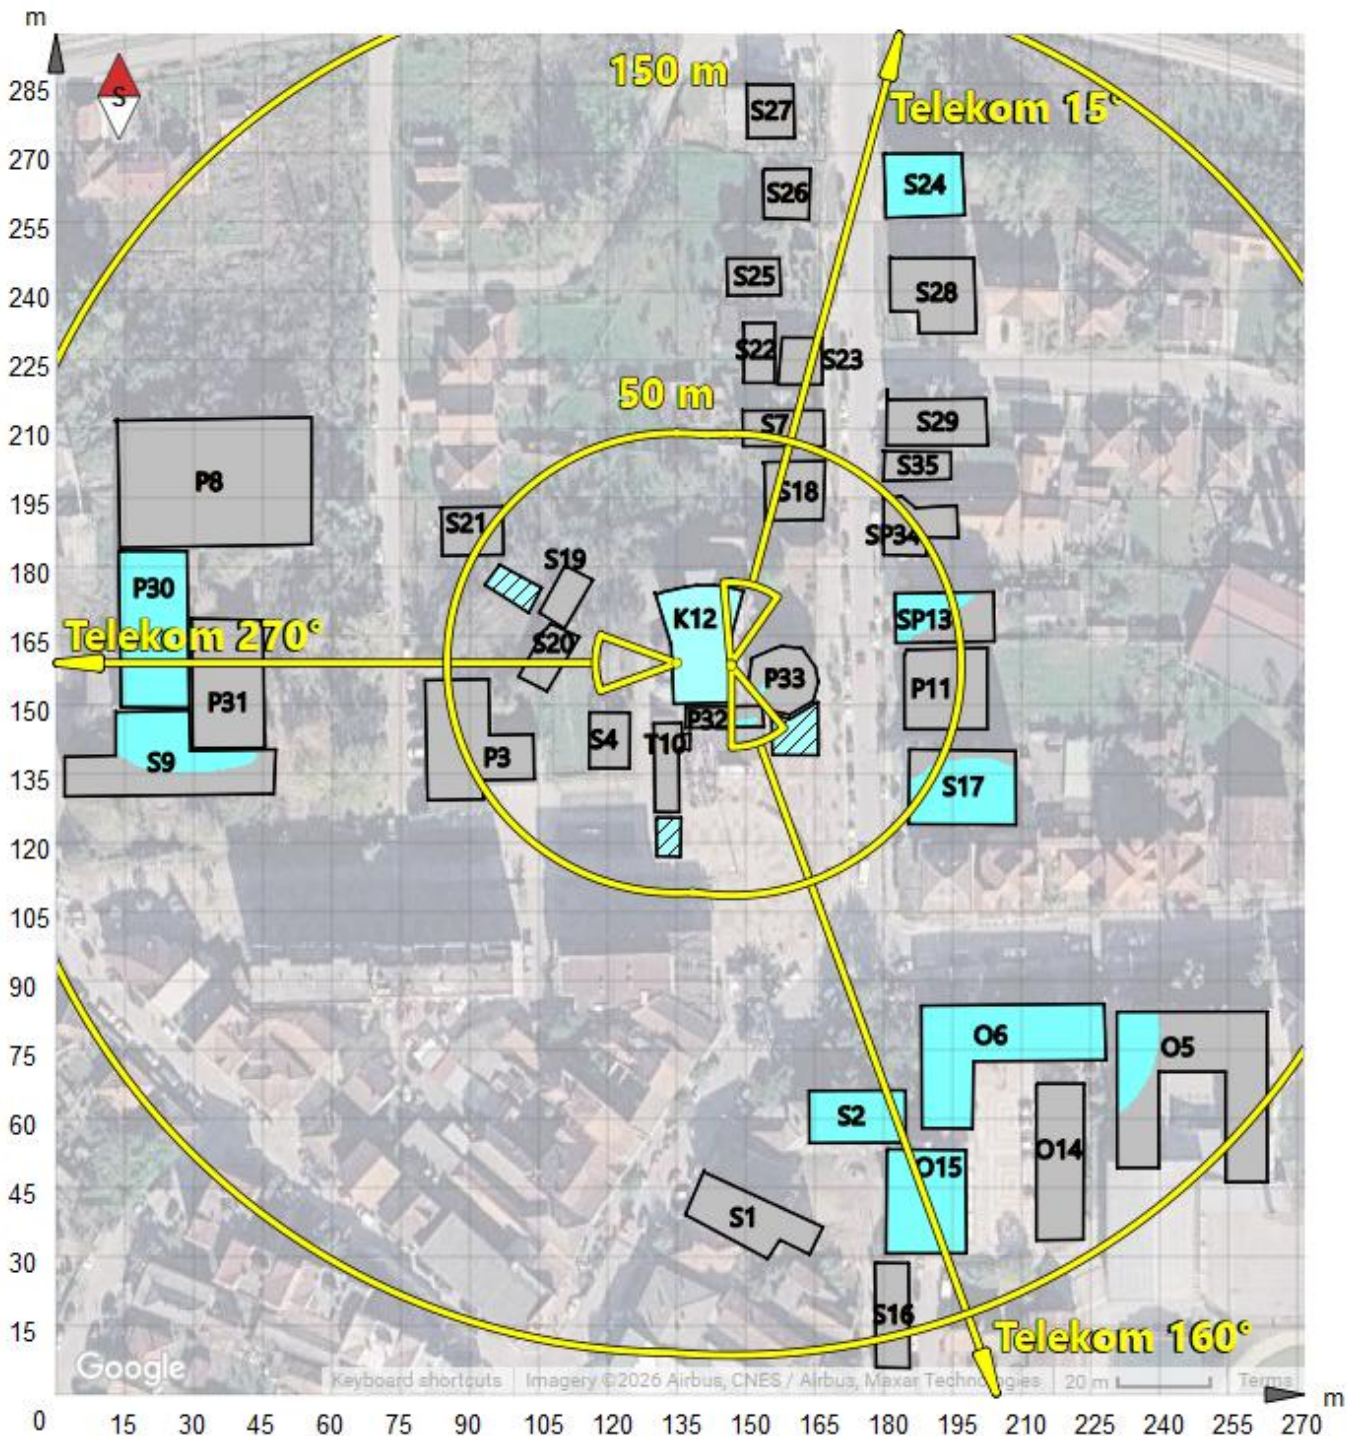 m
S
150 m
S27
Telekom 15°
285
270
S26
S24
255
S25
240
S28
S22
S23
225
50 m
S7
S29
210
S35
P8
S18
195
S21
SP34
S19
180
P30
K12
SP13
Telekom 270°
165
S20
P33
P31
P11
150
P32
S4
T10
P3
S9
S17
135
120
105
90
O6
O5
75
S2
60
O14
O15
45
S1
30
S16
15
Telekom 160°
Google
Keyboard shortcuts
Imagery ©2026 Airbus, CNES / Airbus, Maxar Technologies
20 m
Terms
m
0 15 30 45 60 75 90 105 120 135 150 165 180 195 210 225 240 255 270